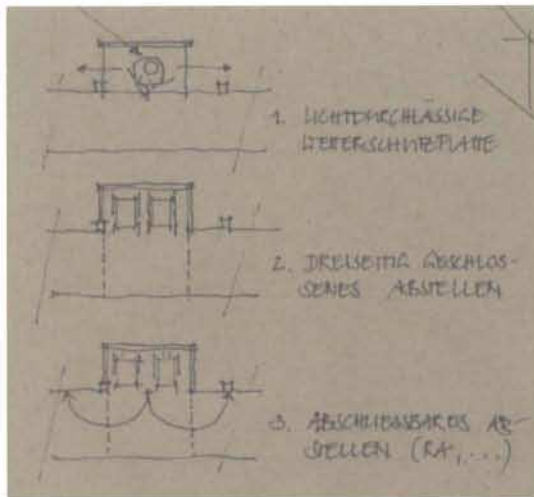 1. LICHTDURCHLÄSSIGE
WETTERSCHUTZPLATTE
2. DREISEITIG GESCHLOS-
SENES ABSTELLEN
3. ABSCHLIESSBARES AB-
STELLEN (RA, ...)